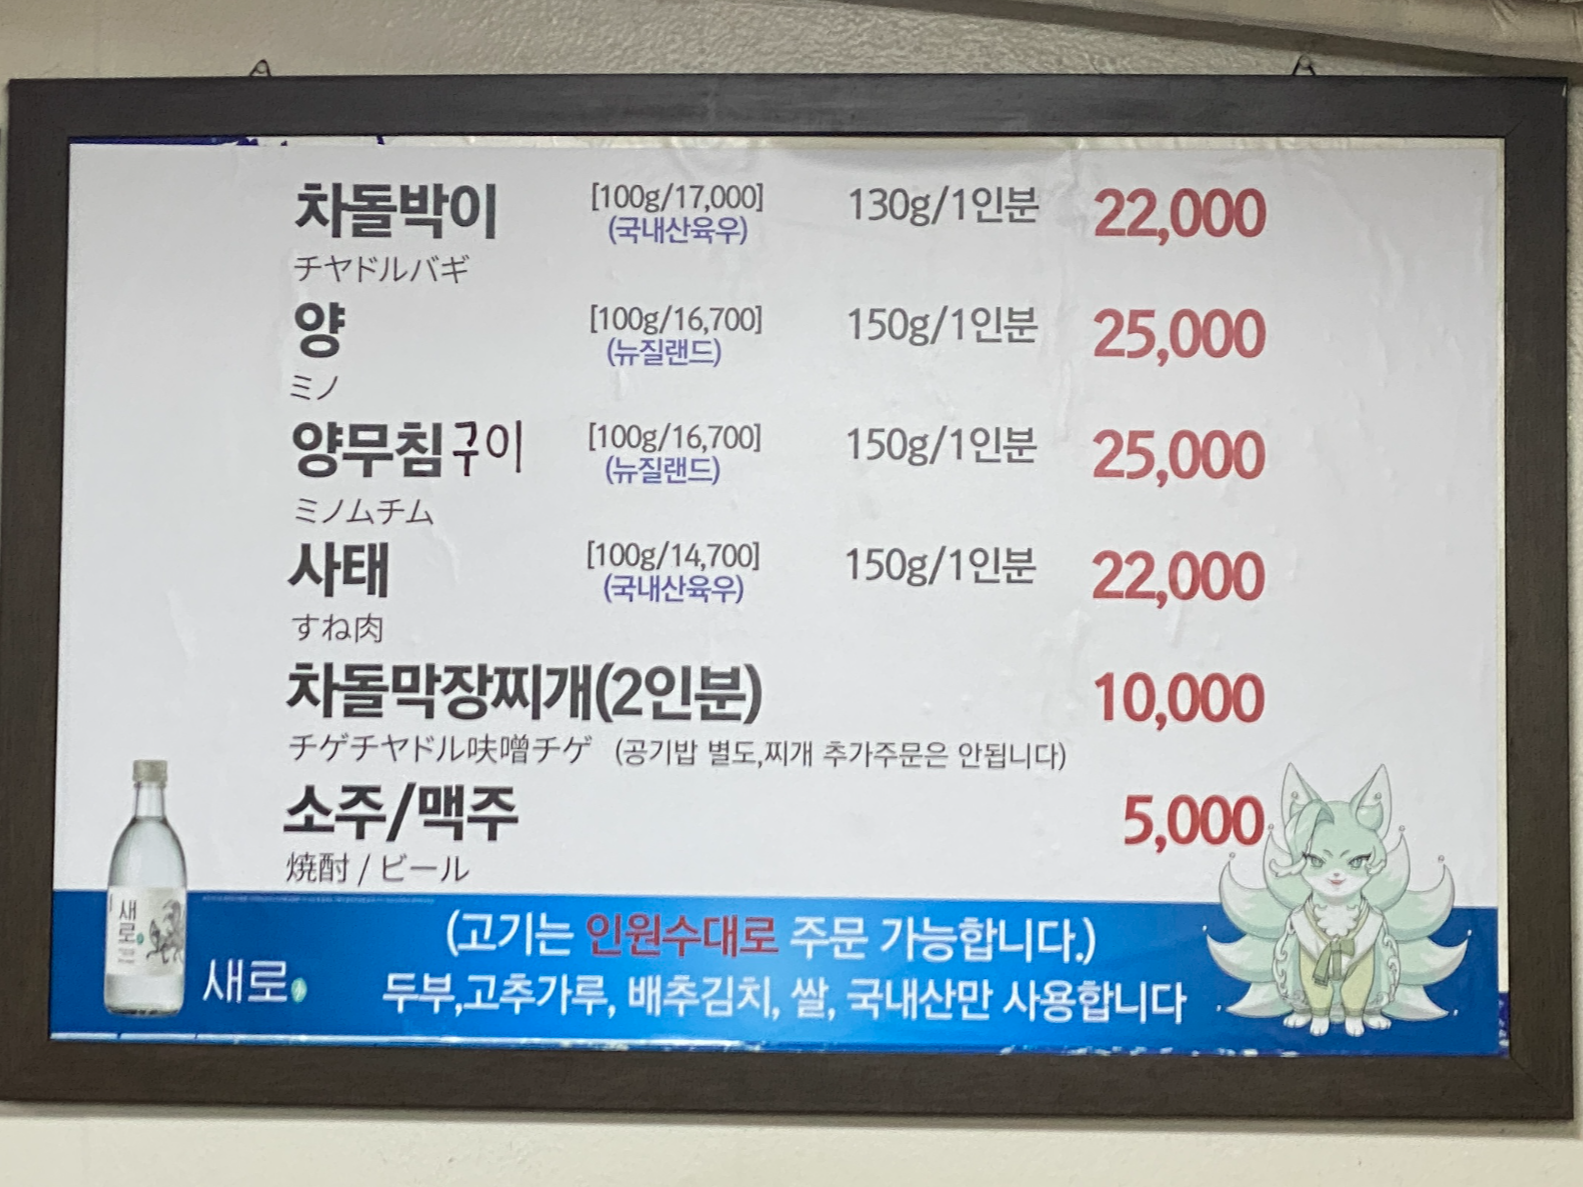 차돌박이 [100g/17,000] 130g/1인분 22,000
(국내산육우)
チヤドルバギ
양 [100g/16,700] 150g/1인분 25,000
(뉴질랜드)
ミノ
양무침구이 [100g/16,700] 150g/1인분 25,000
(뉴질랜드)
ミノムチム
사태 [100g/14,700] 150g/1인분 22,000
(국내산육우)
すね肉
차돌막장찌개(2인분) 10,000
チゲチヤドル味噌チゲ (공기밥 별도,찌개 추가주문은 안됩니다)
소주/맥주 5,000
焼酎 / ビール
새로
새로
(고기는 인원수대로 주문 가능합니다.)
두부,고추가루, 배추김치, 쌀, 국내산만 사용합니다